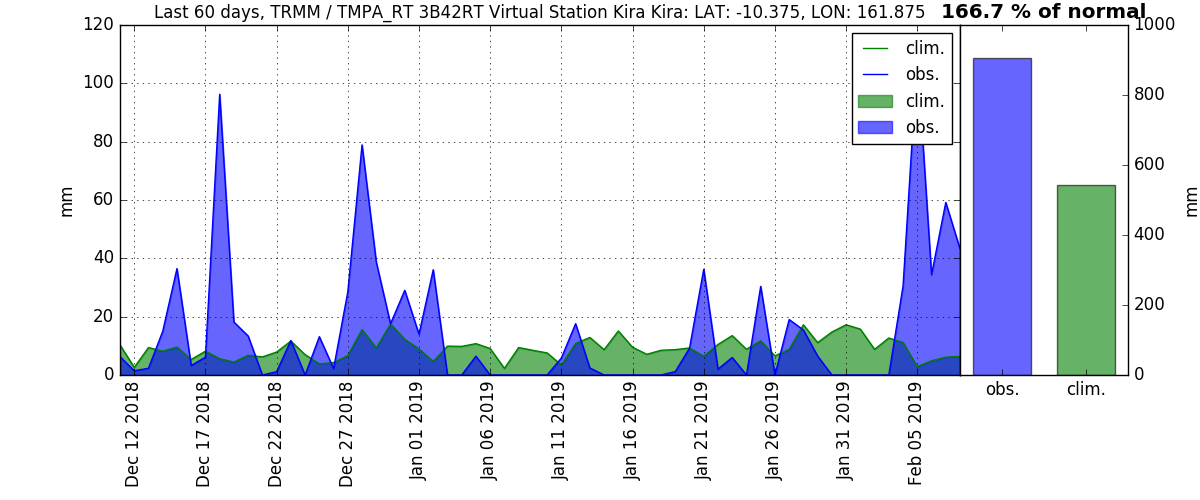 Last 60 days, TRMM / TMPA_RT 3B42RT Virtual Station Kira Kira: LAT: -10.375, LON: 161.875 166.7 % of normal
120
100
80
60
40
20
0
mm
clim.
obs.
clim.
obs.
1000
800
600
400
200
0
mm
obs. clim.
Dec 12 2018
Dec 17 2018
Dec 22 2018
Dec 27 2018
Jan 01 2019
Jan 06 2019
Jan 11 2019
Jan 16 2019
Jan 21 2019
Jan 26 2019
Jan 31 2019
Feb 05 2019